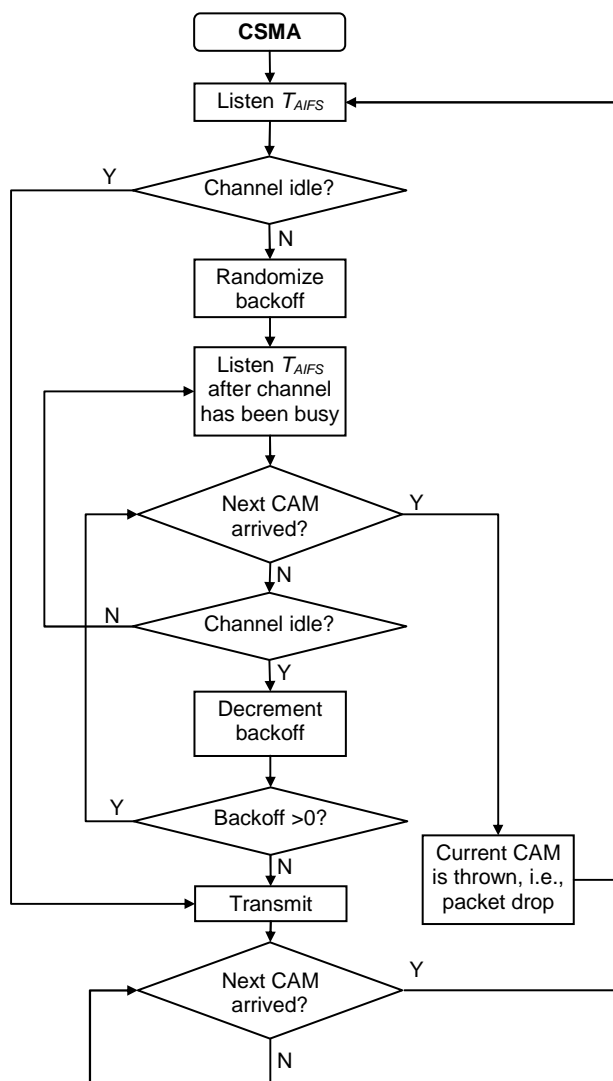 CSMA
Listen T_AIFS
Y
Channel idle?
N
Randomize
backoff
Listen T_AIFS
after channel
has been busy
Next CAM
arrived?
Y
N
N
Channel idle?
Y
Decrement
backoff
Y
Backoff >0?
N
Current CAM
is thrown, i.e.,
packet drop
Transmit
Next CAM
arrived?
Y
N